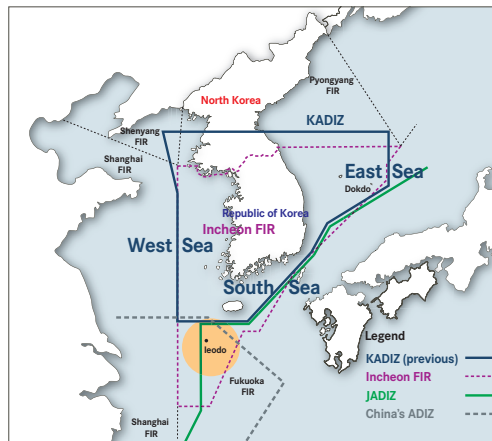 Pyongyang
FIR
North Korea
KADIZ
Shenyang
FIR
Shanghai
FIR
East Sea
Dokdo
Republic of Korea
Incheon FIR
West Sea
South Sea
Ieodo
Fukuoka
FIR
Shanghai
FIR
Legend
KADIZ (previous)
Incheon FIR
JADIZ
China's ADIZ